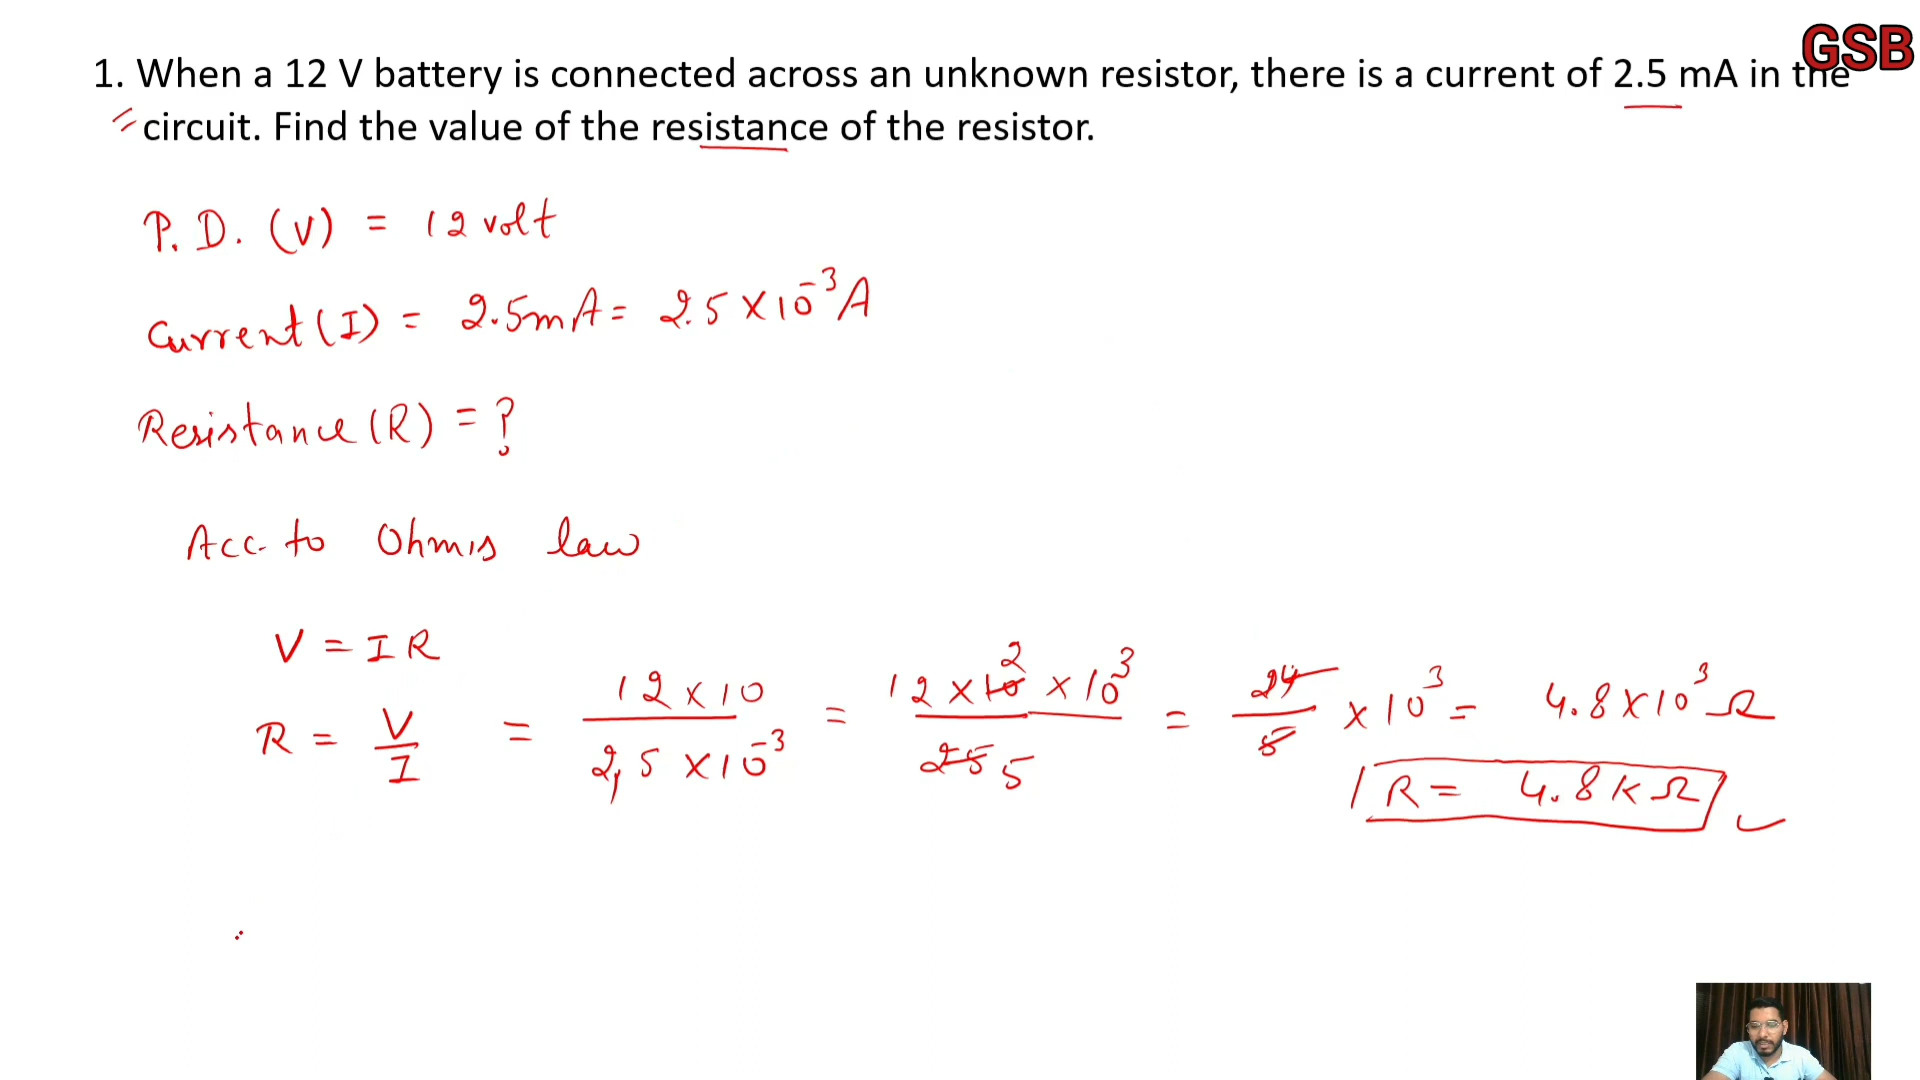 GSB
1. When a 12 V battery is connected across an unknown resistor, there is a current of 2.5 mA in the
circuit. Find the value of the resistance of the resistor.
P. D. (V) = 12 volt
Current (I) = 2.5mA = 2.5 × 10⁻³ A
Resistance (R) = ?
Acc. to Ohm's law
V = I R
R = V/I = 12 × 10 / 2,5 × 10⁻³ = 12 × 10 2 × 10³ / 25 5 = 24/5 × 10³ = 4.8 × 10³ Ω
R = 4.8 K Ω